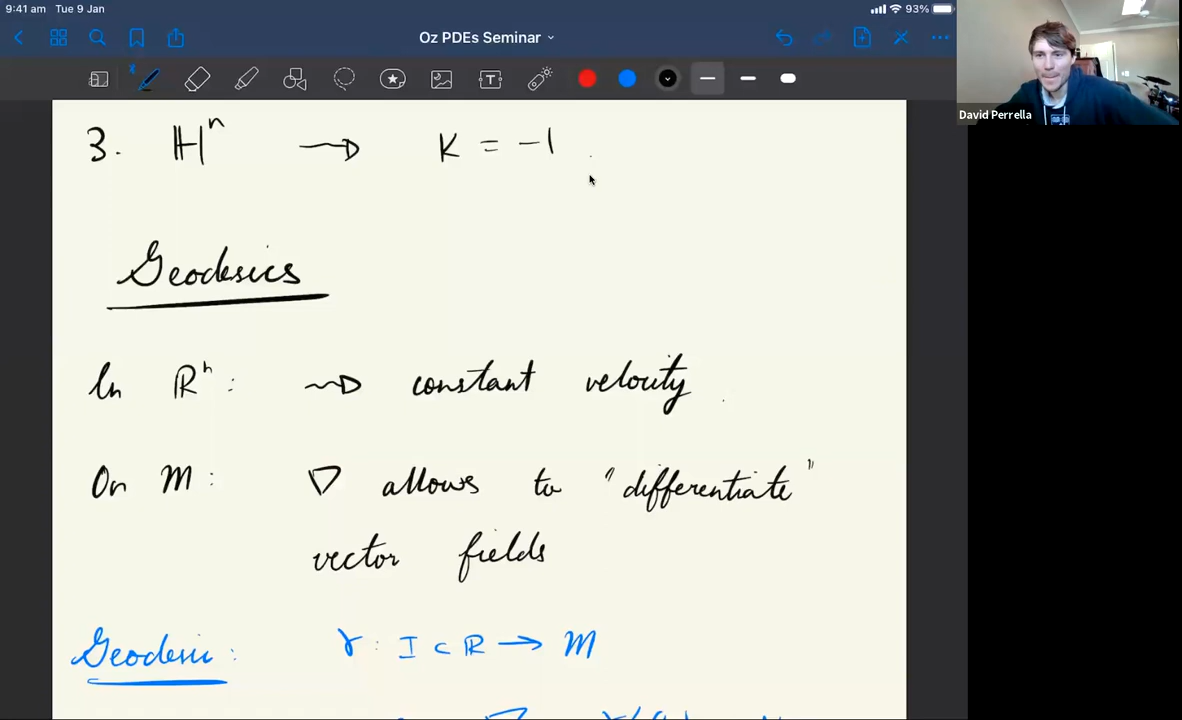 9:41 am Tue 9 Jan
93%
Oz PDEs Seminar
David Perrella
3. ℍⁿ → K = -1
Geodesics
In ℝⁿ: ⇝ constant velocity
On M: ∇ allows to "differentiate"
vector fields
Geodesic: γ: I ⊂ ℝ → M